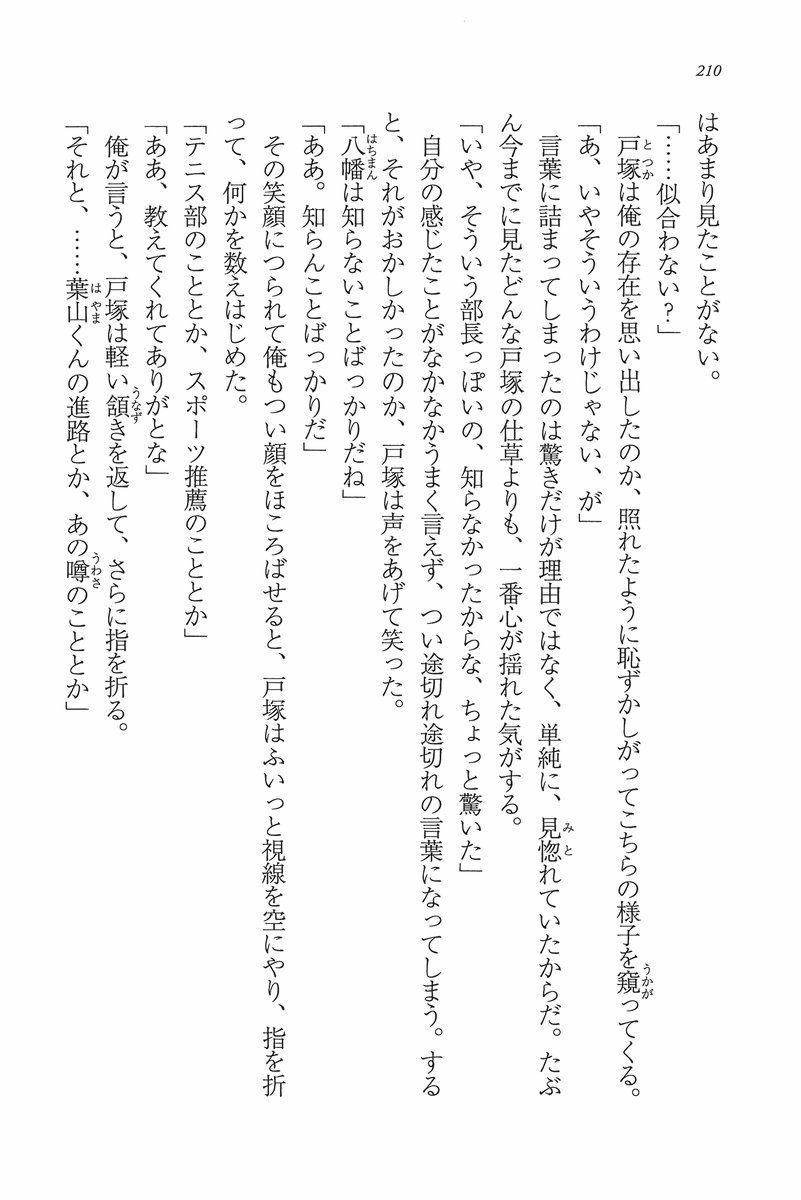 210
はあまり見たことがない。
「……似合わない?」
戸塚は俺の存在を思い出したのか、照れたように恥ずかしがってこちらの様子を窺ってくる。
「あ、いやそういうわけじゃない、が」
言葉に詰まってしまったのは驚きだけが理由ではなく、単純に、見惚れていたからだ。たぶ
ん今までに見たどんな戸塚の仕草よりも、一番心が揺れた気がする。
「いや、そういう部長っぽいの、知らなかったからな、ちょっと驚いた」
自分の感じたことがなかなかうまく言えず、つい途切れ途切れの言葉になってしまう。する
と、それがおかしかったのか、戸塚は声をあげて笑った。
「八幡は知らないことばっかりだね」
「ああ。知らんことばっかりだ」
その笑顔につられて俺もつい顔をほころばせると、戸塚はふいっと視線を空にやり、指を折
って、何かを数えはじめた。
「テニス部のこととか、スポーツ推薦のこととか」
「ああ、教えてくれてありがとな」
俺が言うと、戸塚は軽い頷きを返して、さらに指を折る。
「それと、……葉山くんの進路とか、あの噂のこととか」